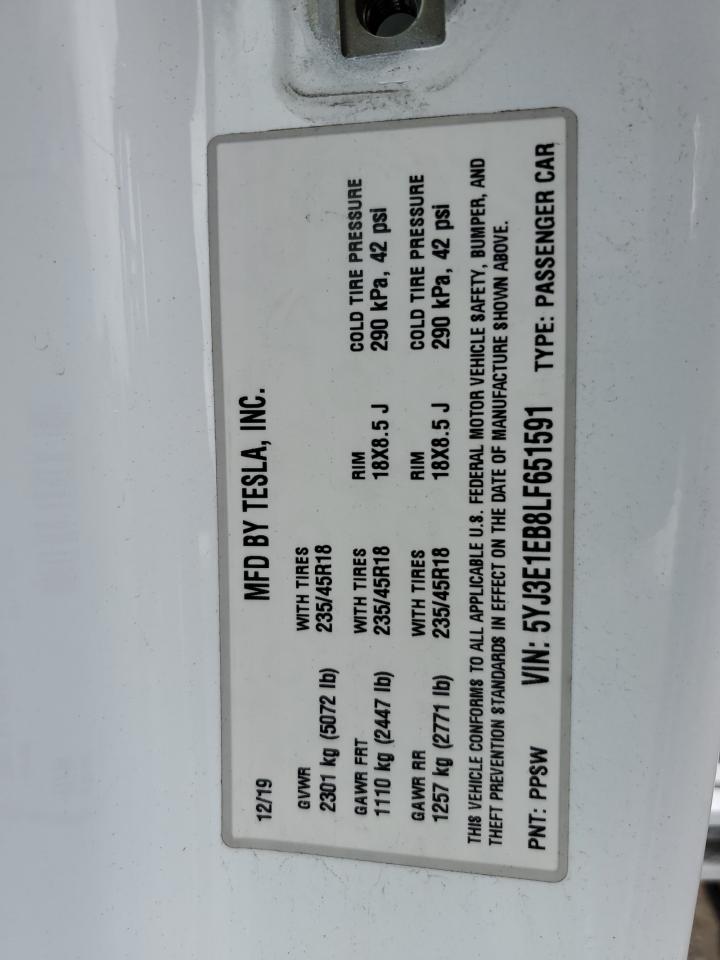 MFD BY TESLA, INC.
12/19
GVWR WITH TIRES
2301 kg (5072 lb) 235/45R18
GAWR FRT WITH TIRES RIM COLD TIRE PRESSURE
1110 kg (2447 lb) 235/45R18 18X8.5 J 290 kPa, 42 psi
GAWR RR WITH TIRES RIM COLD TIRE PRESSURE
1257 kg (2771 lb) 235/45R18 18X8.5 J 290 kPa, 42 psi
THIS VEHICLE CONFORMS TO ALL APPLICABLE U.S. FEDERAL MOTOR VEHICLE SAFETY, BUMPER, AND
THEFT PREVENTION STANDARDS IN EFFECT ON THE DATE OF MANUFACTURE SHOWN ABOVE.
PNT: PPSW VIN: 5YJ3E1EB8LF651591 TYPE: PASSENGER CAR